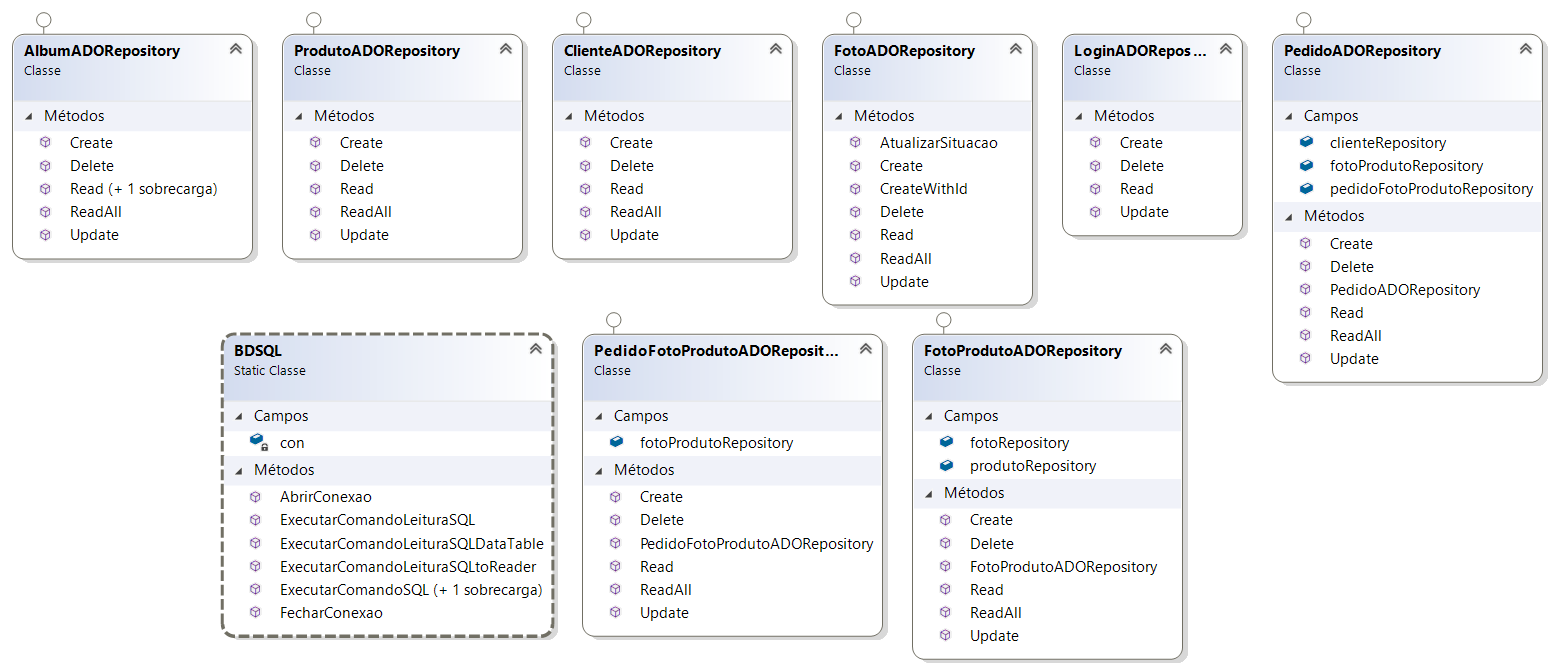 AlbumADORepository
Classe
Métodos
Create
Delete
Read (+ 1 sobrecarga)
ReadAll
Update
ProdutoADORepository
Classe
Métodos
Create
Delete
Read
ReadAll
Update
ClienteADORepository
Classe
Métodos
Create
Delete
Read
ReadAll
Update
FotoADORepository
Classe
Métodos
AtualizarSituacao
Create
CreateWithId
Delete
Read
ReadAll
Update
LoginADORepos...
Classe
Métodos
Create
Delete
Read
Update
PedidoADORepository
Classe
Campos
clienteRepository
fotoProdutoRepository
pedidoFotoProdutoRepository
Métodos
Create
Delete
PedidoADORepository
Read
ReadAll
Update
BDSQL
Static Classe
Campos
con
Métodos
AbrirConexao
ExecutarComandoLeituraSQL
ExecutarComandoLeituraSQLDataTable
ExecutarComandoLeituraSQLtoReader
ExecutarComandoSQL (+ 1 sobrecarga)
FecharConexao
PedidoFotoProdutoADOReposit...
Classe
Campos
fotoProdutoRepository
Métodos
Create
Delete
PedidoFotoProdutoADORepository
Read
ReadAll
Update
FotoProdutoADORepository
Classe
Campos
fotoRepository
produtoRepository
Métodos
Create
Delete
FotoProdutoADORepository
Read
ReadAll
Update